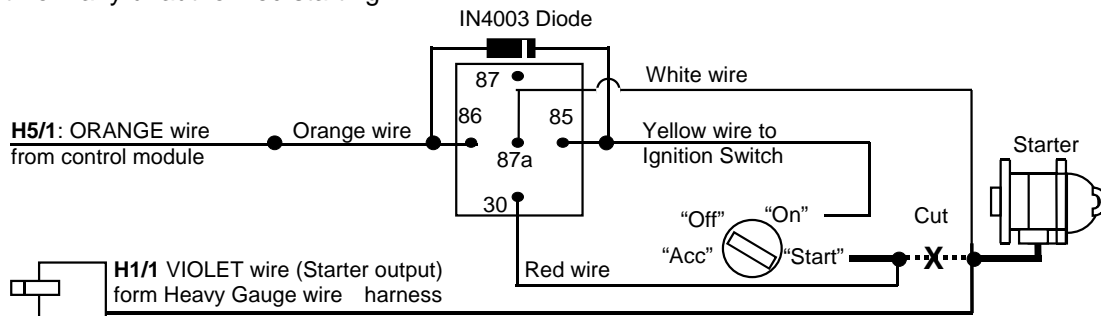 IN4003 Diode
87
White wire
86
85
H5/1: ORANGE wire
Orange wire
Yellow wire to
from control module
87a
Ignition Switch
Starter
30
"Off"
"On"
Cut
"Acc"
"Start"
X
H1/1 VIOLET wire (Starter output)
Red wire
form Heavy Gauge wire harness